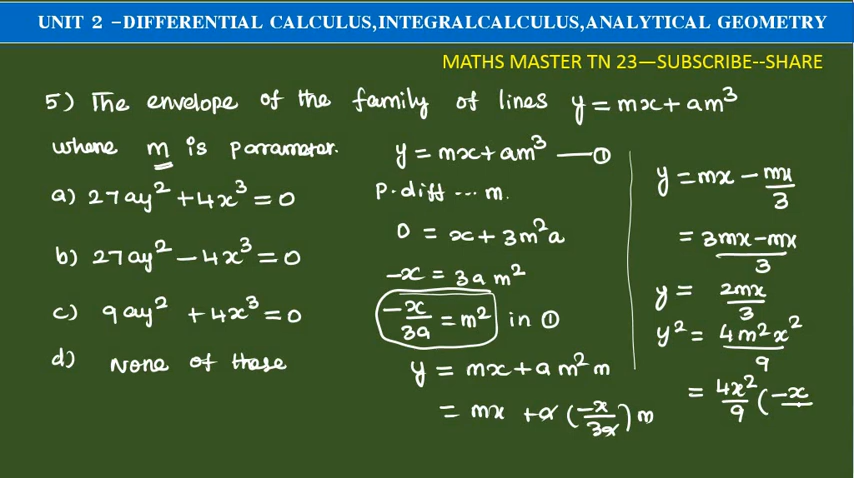 UNIT 2 –DIFFERENTIAL CALCULUS,INTEGRALCALCULUS,ANALYTICAL GEOMETRY
MATHS MASTER TN 23—SUBSCRIBE--SHARE
5) The envelope of the family of lines y = mx + am³
where m is parameter.
a) 27ay² + 4x³ = 0
b) 27ay² − 4x³ = 0
c) 9ay² + 4x³ = 0
d) None of these
y = mx + am³ —①
P. diff ... m.
0 = x + 3m²a
-x = 3am²
-x/3a = m² in ①
y = mx + am²m
= mx + a(-x/3a)m
y = mx − mx/3
= 3mx−mx/3
y = 2mx/3
y² = 4m²x²/9
= 4x²/9 (-x